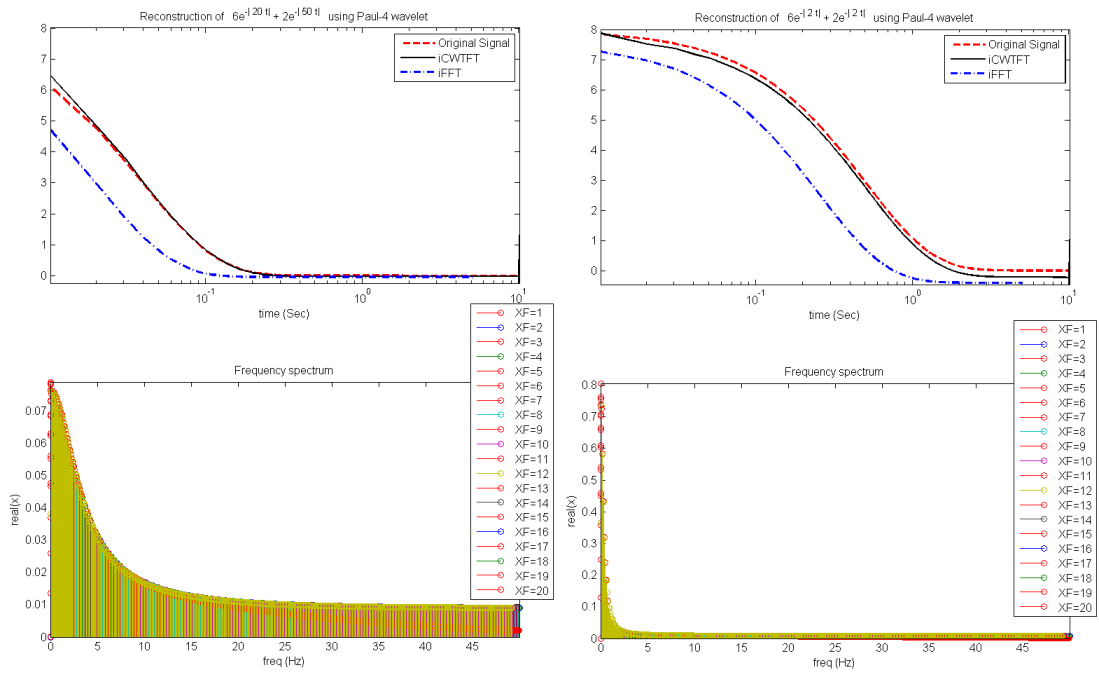 Reconstruction of 6e^-|20 t| + 2e^-|50 t| using Paul-4 wavelet
8
7
6
5
4
3
2
1
0
Original Signal
iCWTFT
iFFT
10^-1
10^0
10^1
time (Sec)
Reconstruction of 6e^-|2 t| + 2e^-|2 t| using Paul-4 wavelet
8
7
6
5
4
3
2
1
0
Original Signal
iCWTFT
iFFT
10^-1
10^0
10^1
time (Sec)
Frequency spectrum
real(x)
0.07
0.06
0.05
0.04
0.03
0.02
0.01
0
0
5
10
15
20
25
30
35
40
45
freq (Hz)
XF=1
XF=2
XF=3
XF=4
XF=5
XF=6
XF=7
XF=8
XF=9
XF=10
XF=11
XF=12
XF=13
XF=14
XF=15
XF=16
XF=17
XF=18
XF=19
XF=20
Frequency spectrum
real(x)
0.8
0.7
0.6
0.5
0.4
0.3
0.2
0.1
0
0
5
10
15
20
25
30
35
40
45
freq (Hz)
XF=1
XF=2
XF=3
XF=4
XF=5
XF=6
XF=7
XF=8
XF=9
XF=10
XF=11
XF=12
XF=13
XF=14
XF=15
XF=16
XF=17
XF=18
XF=19
XF=20